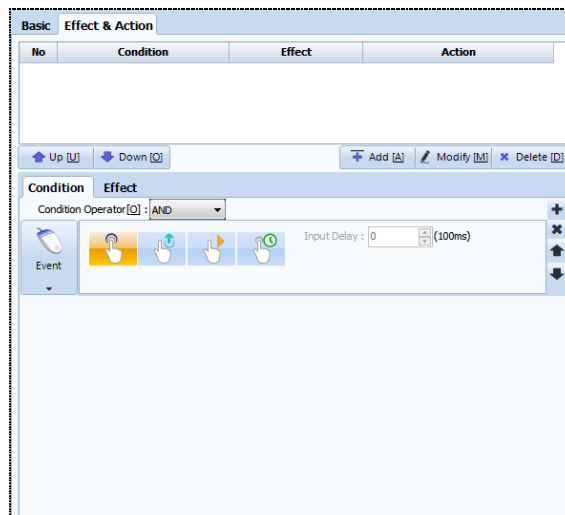 Basic Effect & Action
No Condition Effect Action
Up [U] Down [O] Add [A] Modify [M] Delete [D]
Condition Effect
Condition Operator[O] : AND
Input Delay : 0 (100ms)
Event